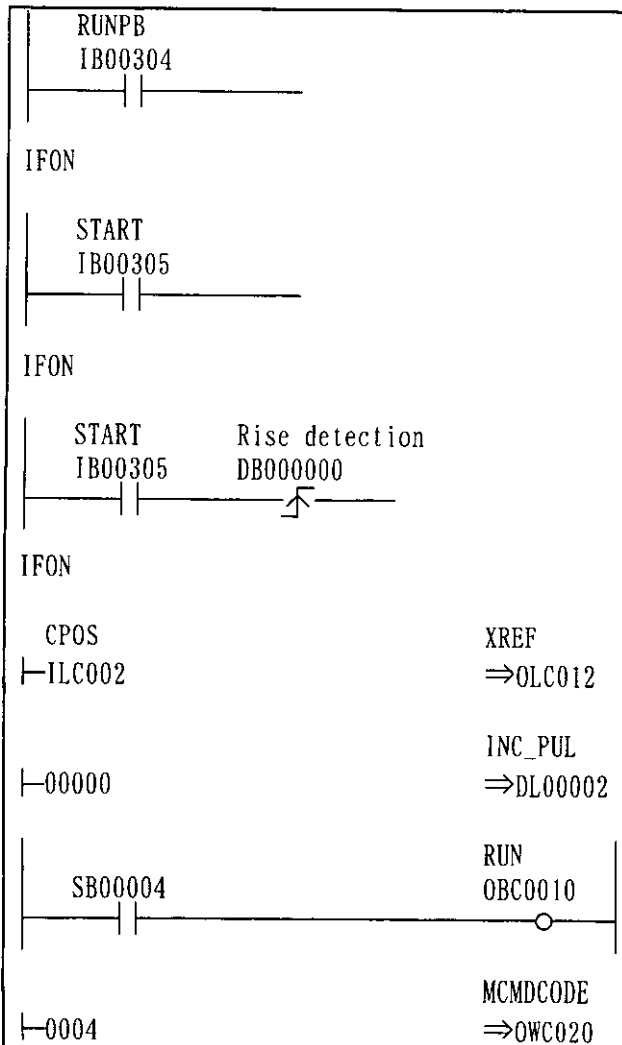 RUNPB
IB00304
IFON
START
IB00305
IFON
START Rise detection
IB00305 DB000000
IFON
CPOS XREF
ILC002 ⇒OLC012
INC_PUL
00000 ⇒DL00002
RUN
SB00004 OBC0010
MCMDCODE
0004 ⇒OWC020